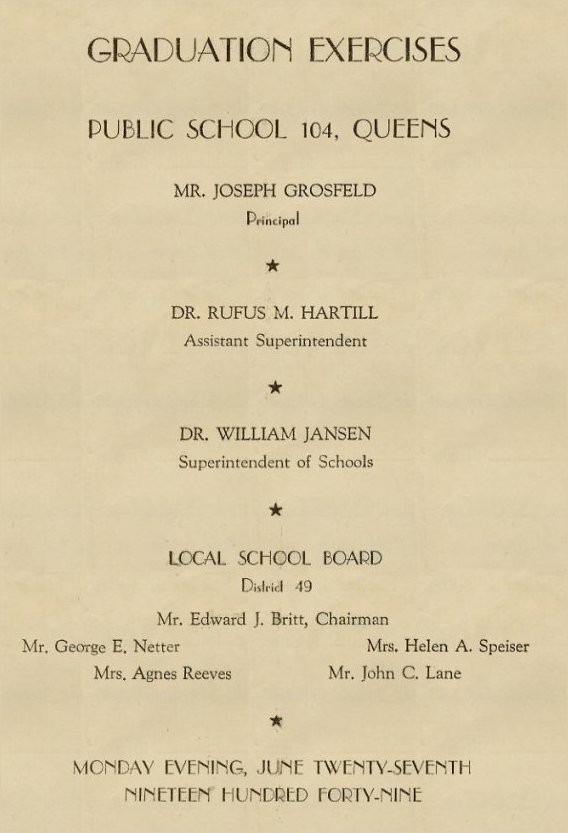 GRADUATION EXERCISES
PUBLIC SCHOOL 104, QUEENS
MR. JOSEPH GROSFELD
Principal
DR. RUFUS M. HARTILL
Assistant Superintendent
DR. WILLIAM JANSEN
Superintendent of Schools
LOCAL SCHOOL BOARD
District 49
Mr. Edward J. Britt, Chairman
Mr. George E. Netter Mrs. Helen A. Speiser
Mrs. Agnes Reeves Mr. John C. Lane
MONDAY EVENING, JUNE TWENTY-SEVENTH
NINETEEN HUNDRED FORTY-NINE